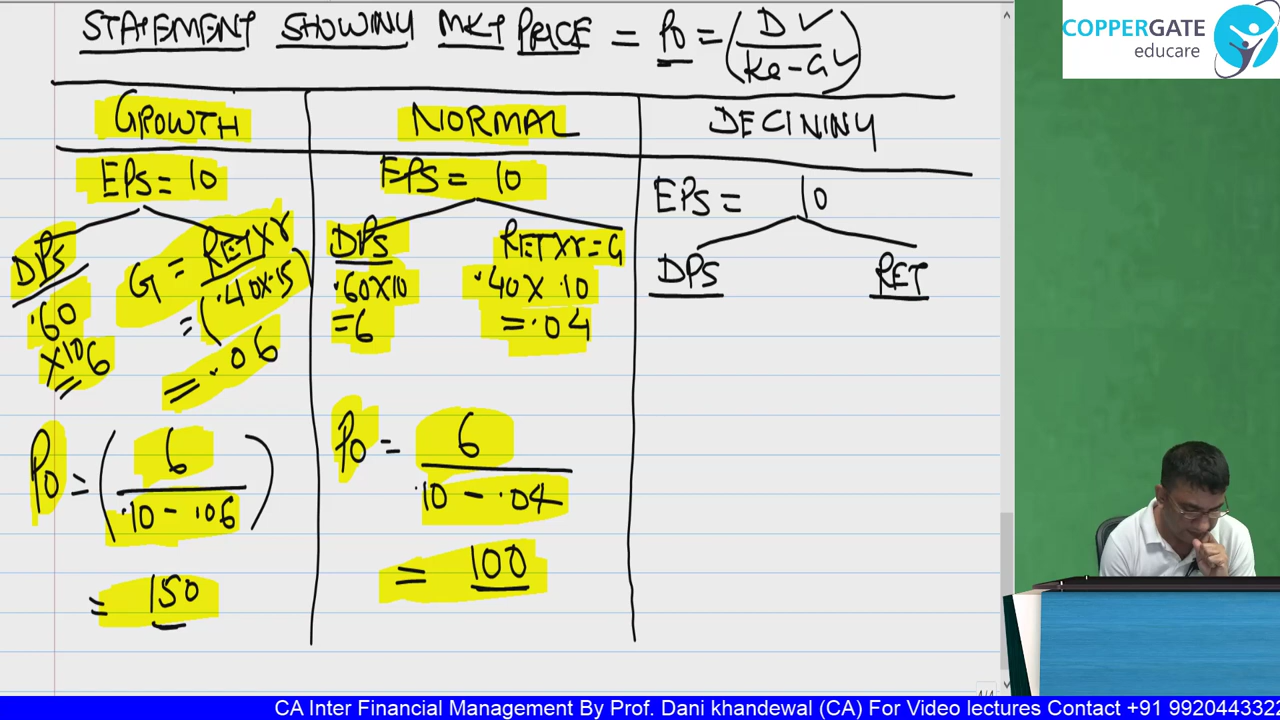 STATEMENT SHOWING MKT PRICE = P0 = (D / Ke - G)
COPPERGATE
educare
GROWTH
EPS = 10
DPS
G = RET X r
.60
X 10
6
= (.40 X .15)
= .06
P0 = (6 / .10 - .06)
= 150
NORMAL
EPS = 10
DPS
RET X r = G
.60 X 10
.40 X .10
= 6
= .04
P0 = 6 / .10 - .04
= 100
DECINING
EPS = 10
DPS
RET
4/4
CA Inter Financial Management By Prof. Dani khandewal (CA) For Video lectures Contact +91 9920443322